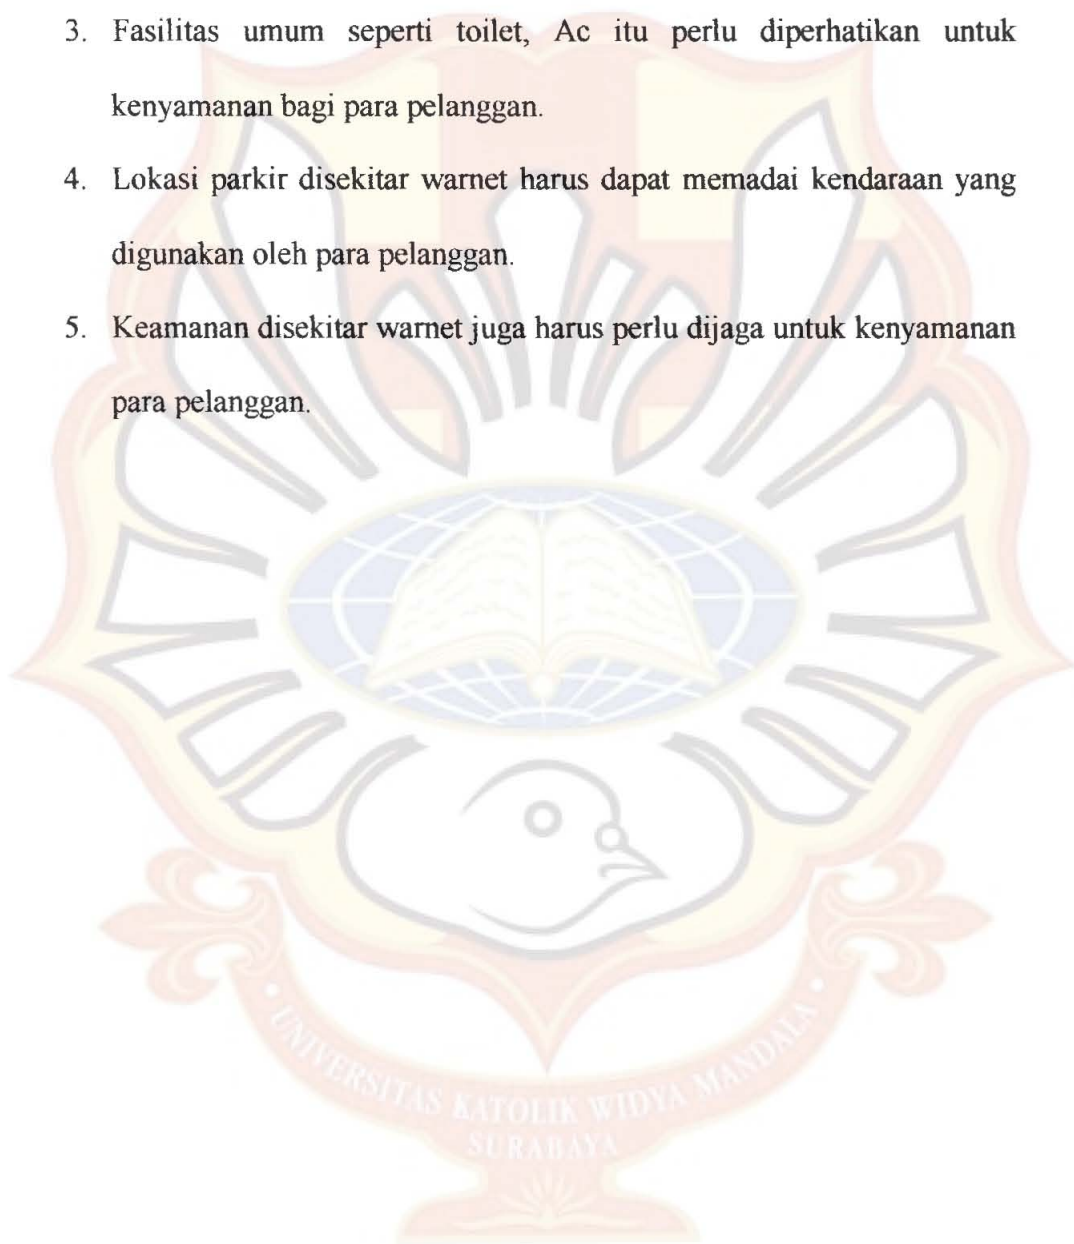 3. Fasilitas umum seperti toilet, Ac itu perlu diperhatikan untuk
kenyamanan bagi para pelanggan.
4. Lokasi parkir disekitar warnet harus dapat memadai kendaraan yang
digunakan oleh para pelanggan.
5. Keamanan disekitar warnet juga harus perlu dijaga untuk kenyamanan
para pelanggan.
UNIVERSITAS KATOLIK WIDYA MANDALA
SURABAYA